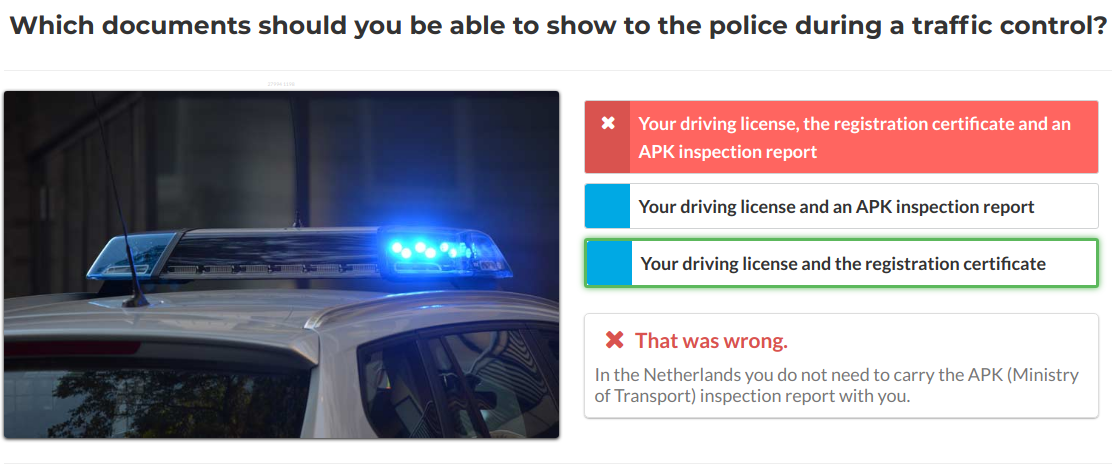 Which documents should you be able to show to the police during a traffic control?
Your driving license, the registration certificate and an
APK inspection report
Your driving license and an APK inspection report
Your driving license and the registration certificate
That was wrong.
In the Netherlands you do not need to carry the APK (Ministry
of Transport) inspection report with you.